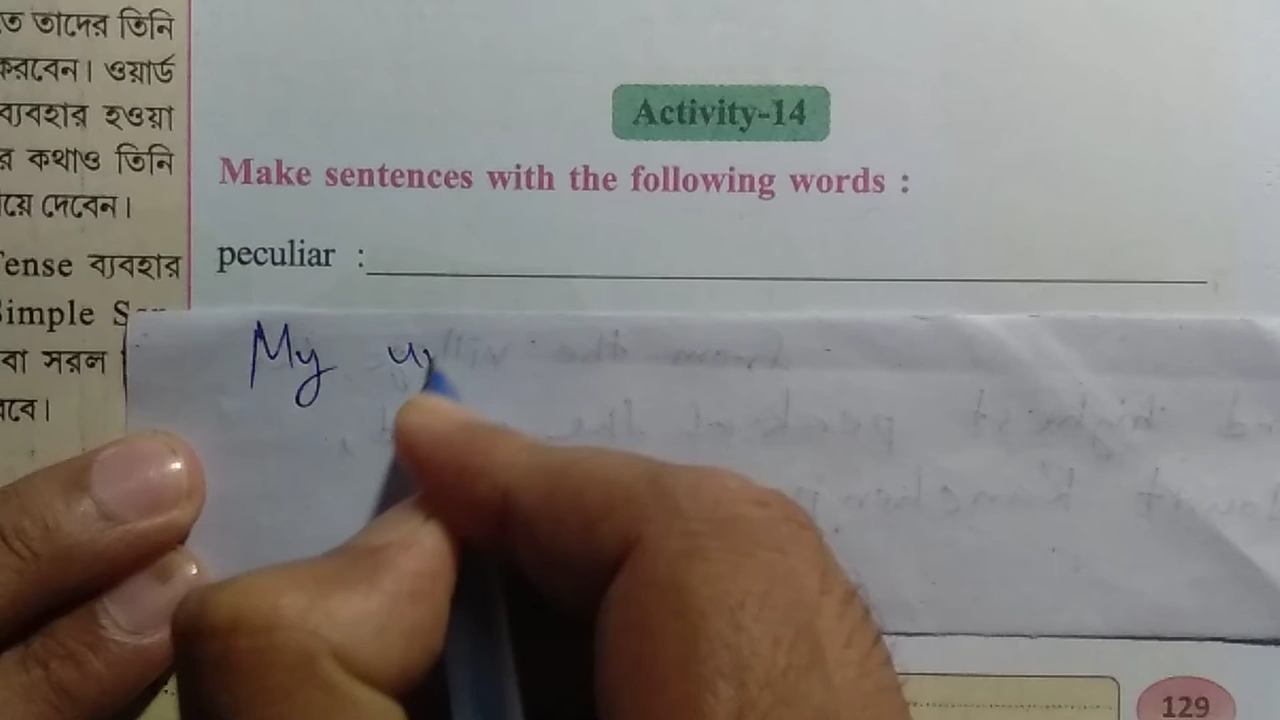 ত তাদের তিনি
করবেন। ওয়ার্ড
ব্যবহার হওয়া
র কথাও তিনি
য়ে দেবেন।
Tense ব্যবহার
Simple
বা সরল
বে।
Activity-14
Make sentences with the following words :
peculiar :
My
129